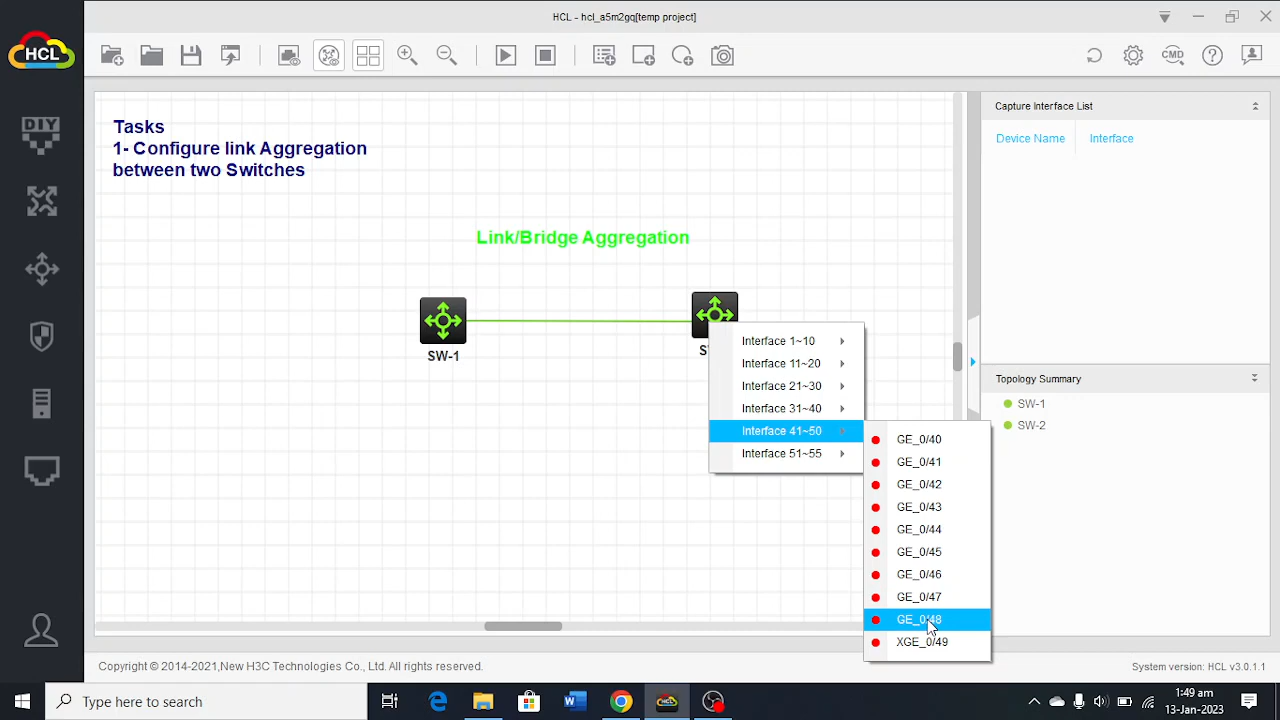 HCL - hcl_a5m2gq[temp project]
HCL
CMD
DIY
Tasks
1- Configure link Aggregation
between two Switches
Link/Bridge Aggregation
SW-1
Interface 1~10
Interface 11~20
Interface 21~30
Interface 31~40
Interface 41~50
Interface 51~55
GE_0/40
GE_0/41
GE_0/42
GE_0/43
GE_0/44
GE_0/45
GE_0/46
GE_0/47
GE_0/48
XGE_0/49
Capture Interface List
Device Name Interface
Topology Summary
SW-1
SW-2
Copyright © 2014-2021,New H3C Technologies Co., Ltd. All rights reserved.
System version: HCL v3.0.1.1
Type here to search
1:49 am
13-Jan-2023